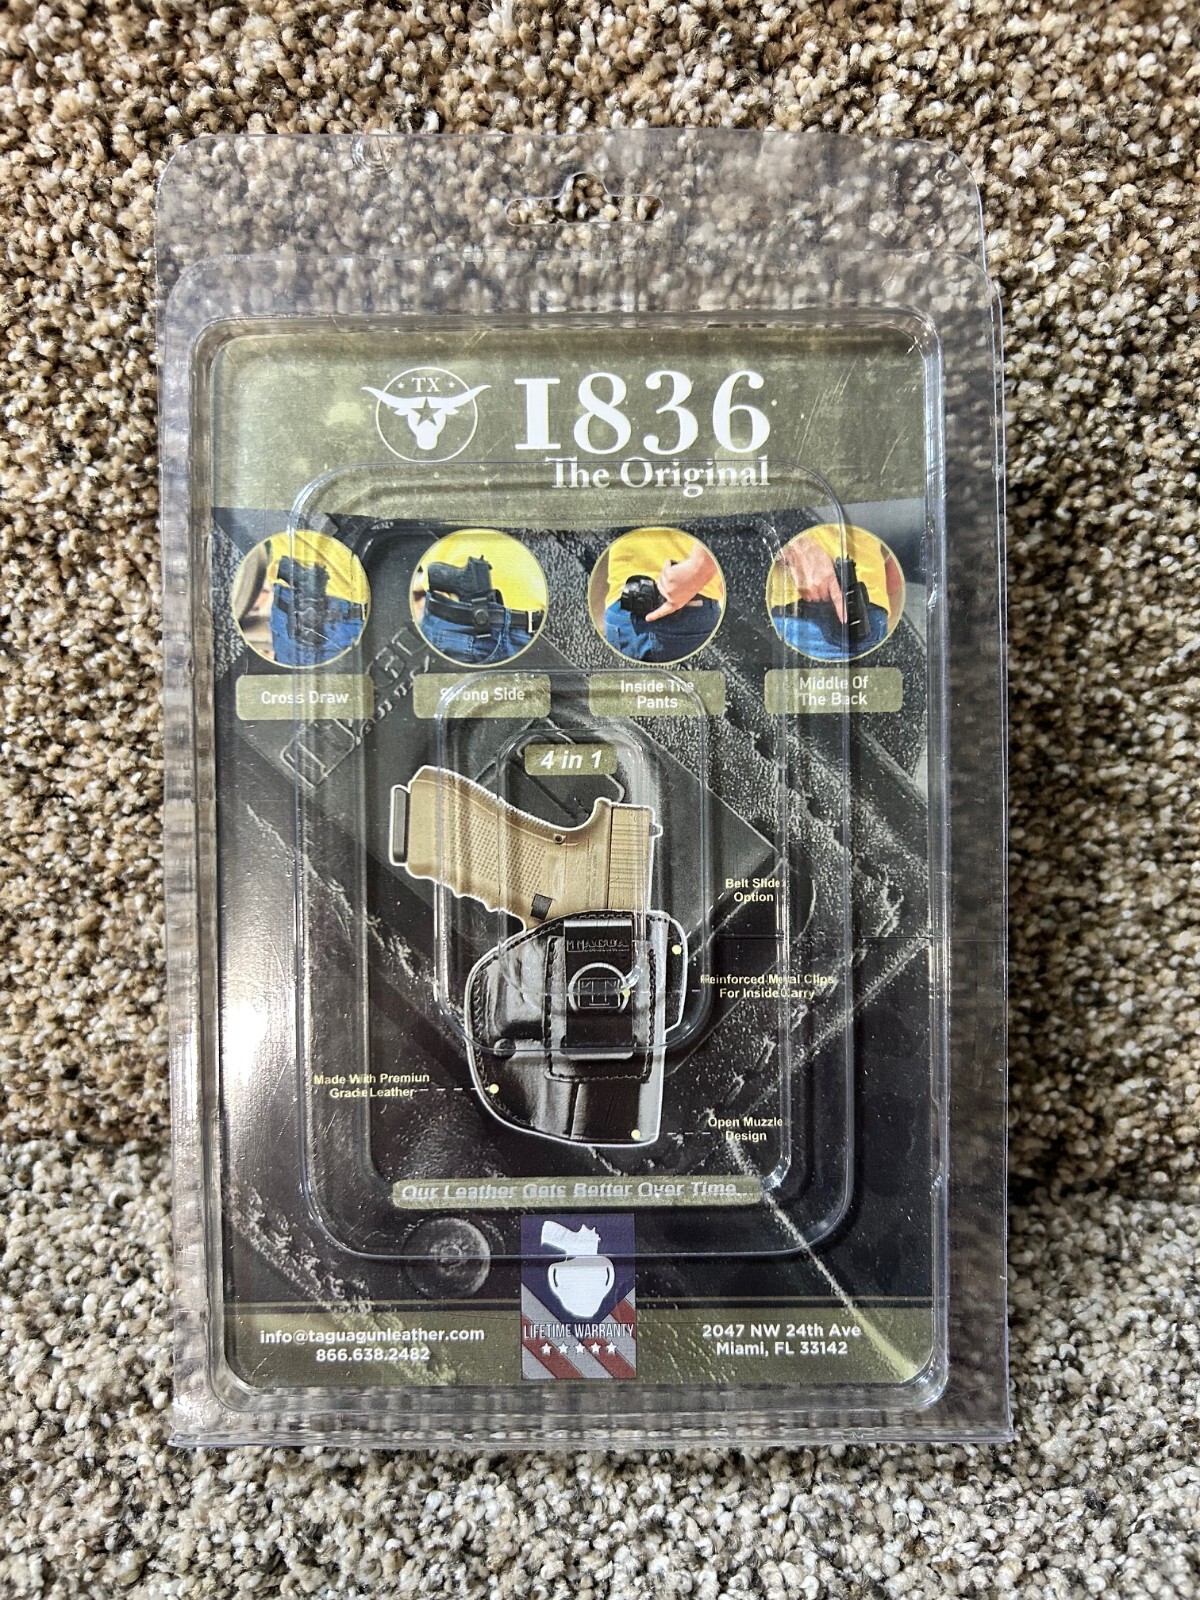 TX
1836
The Original
Cross Draw
Strong Side
Inside The
Pants
Middle Of
The Back
4 in 1
Belt Slide
Option
TAGUA
Reinforced Metal Clips
For Inside Carry
Made With Premiun
Grade Leather
Open Muzzle
Design
Our Leather Gets Better Over Time
LIFETIME WARRANTY
info@taguagunleather.com
866.638.2482
2047 NW 24th Ave
Miami, FL 33142